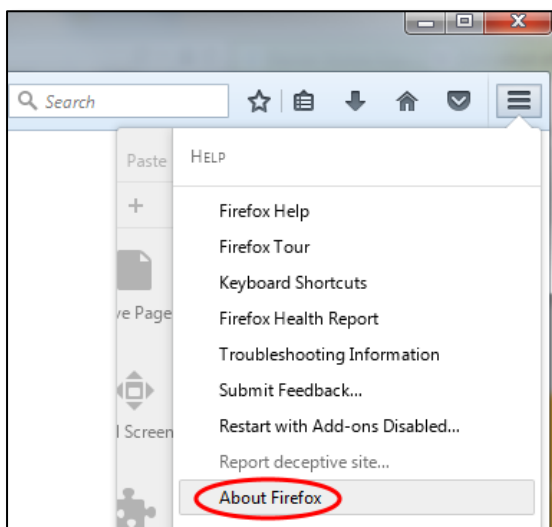 Search
Paste
HELP
+
Firefox Help
Firefox Tour
Keyboard Shortcuts
Firefox Health Report
ve Page
Troubleshooting Information
Submit Feedback...
Restart with Add-ons Disabled...
Screen
Report deceptive site...
About Firefox